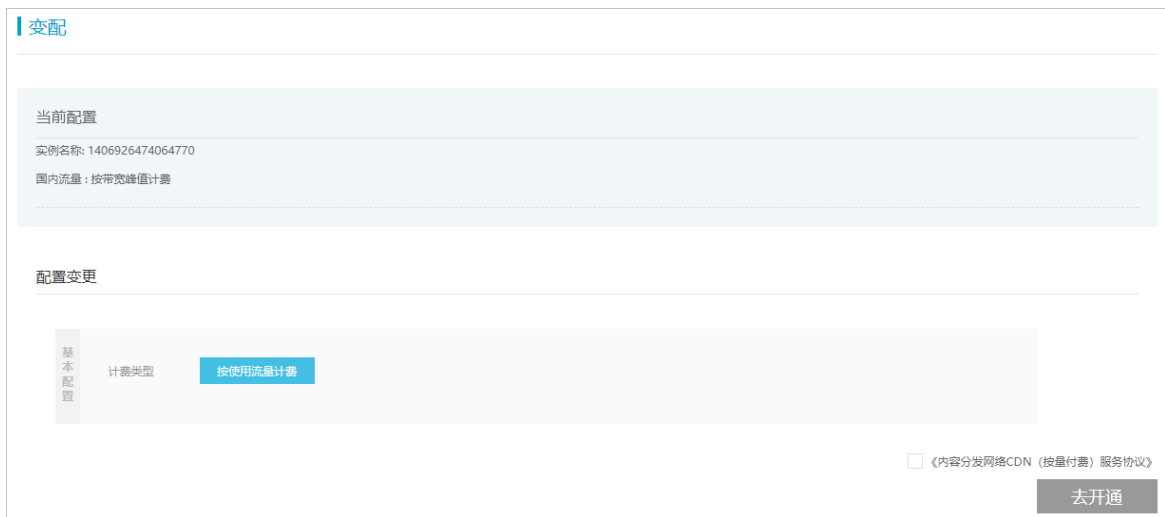 变配
当前配置
实例名称: 1406926474064770
国内流量 : 按带宽峰值计费
配置变更
基本配置
计费类型
按使用流量计费
《内容分发网络CDN（按量付费）服务协议》
去开通